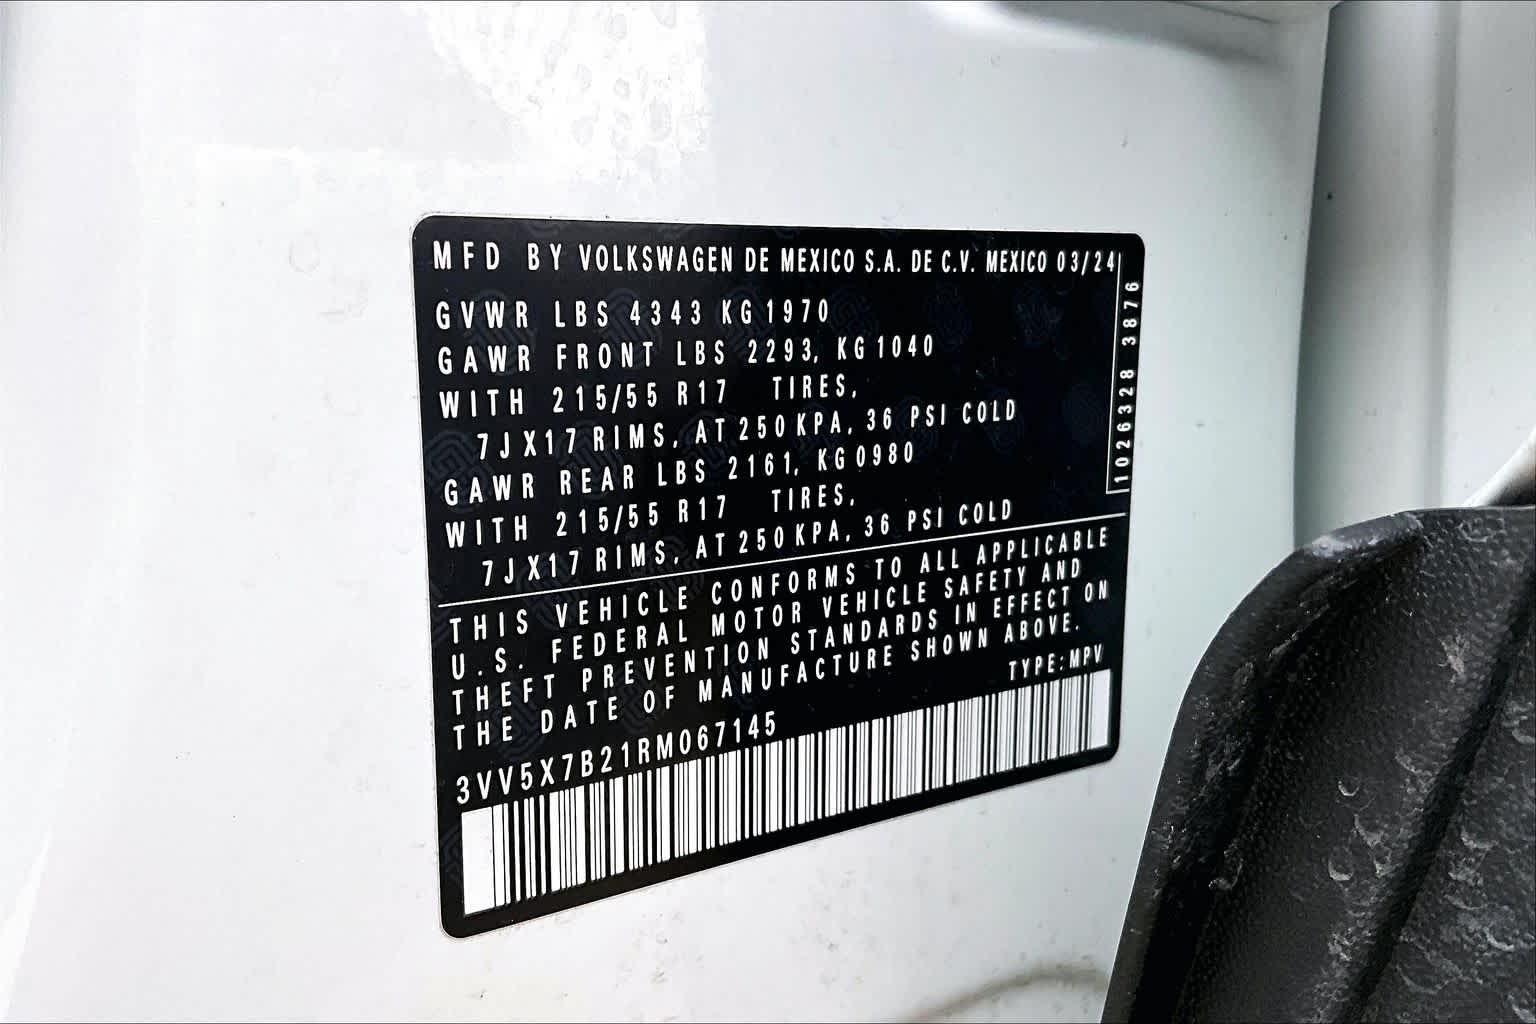 MFD BY VOLKSWAGEN DE MEXICO S.A. DE C.V. MEXICO 03/24
GVWR LBS 4343 KG 1970
GAWR FRONT LBS 2293, KG 1040
WITH 215/55 R17 TIRES,
7J X17 RIMS, AT 250 KPA, 36 PSI COLD
GAWR REAR LBS 2161, KG 0980
WITH 215/55 R17 TIRES,
7J X17 RIMS, AT 250 KPA, 36 PSI COLD
1026328 3876
THIS VEHICLE CONFORMS TO ALL APPLICABLE
U.S. FEDERAL MOTOR VEHICLE SAFETY AND
THEFT PREVENTION STANDARDS IN EFFECT ON
THE DATE OF MANUFACTURE SHOWN ABOVE.
TYPE: MPV
3VV5X7B21RM067145